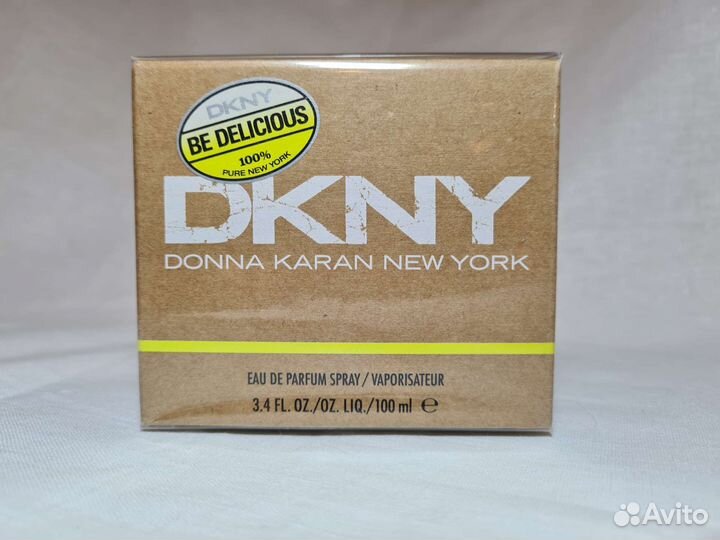 DKNY
BE DELICIOUS
100%
PURE NEW YORK
DKNY
DONNA KARAN NEW YORK
EAU DE PARFUM SPRAY/VAPORISATEUR
3.4 FL. OZ./OZ. LIQ./100 ml ℮
Avito